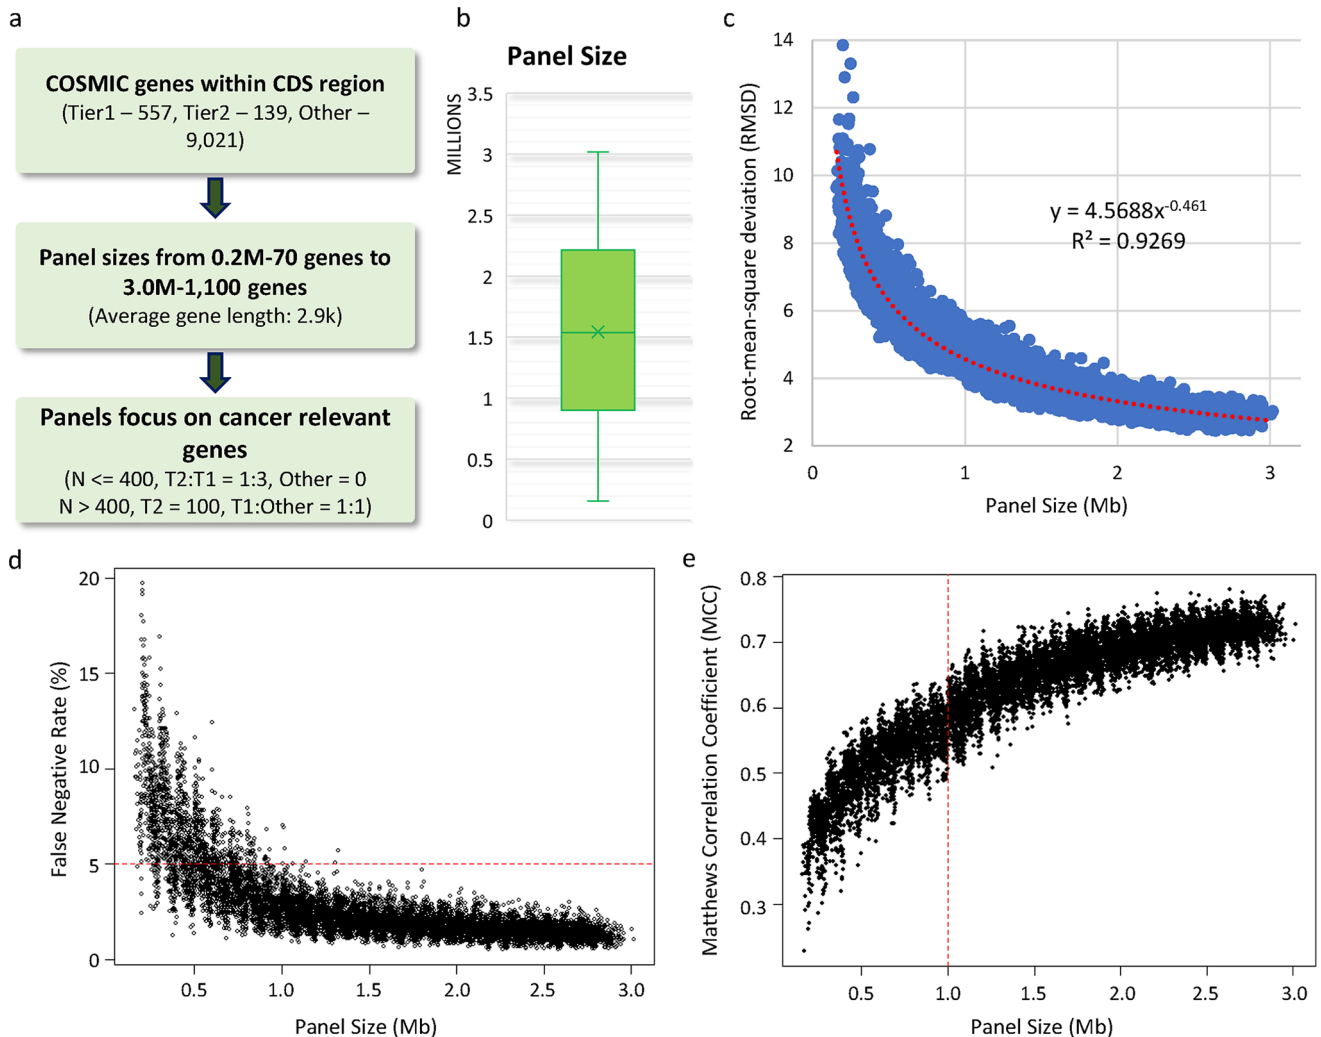 a
COSMIC genes within CDS region
(Tier1 – 557, Tier2 – 139, Other –
9,021)
Panel sizes from 0.2M-70 genes to
3.0M-1,100 genes
(Average gene length: 2.9k)
Panels focus on cancer relevant
genes
(N <= 400, T2:T1 = 1:3, Other = 0
N > 400, T2 = 100, T1:Other = 1:1)
b
Panel Size
MILLIONS
3.5
3
2.5
2
1.5
1
0.5
0
c
Root-mean-square deviation (RMSD)
14
12
10
8
6
4
2
y = 4.5688x^-0.461
R² = 0.9269
0 1 2 3
Panel Size (Mb)
d
False Negative Rate (%)
20
15
10
5
0
0.5 1.0 1.5 2.0 2.5 3.0
Panel Size (Mb)
e
Matthews Correlation Coefficient (MCC)
0.8
0.7
0.6
0.5
0.4
0.3
0.5 1.0 1.5 2.0 2.5 3.0
Panel Size (Mb)